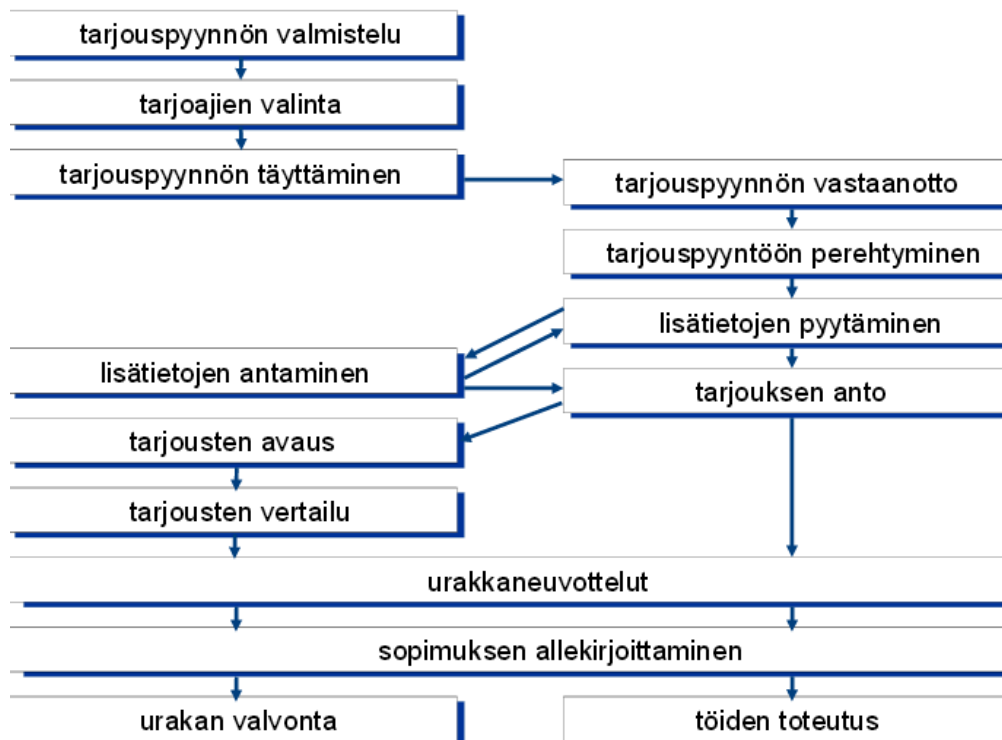 tarjouspyynnön valmistelu
tarjoajien valinta
tarjouspyynnön täyttäminen
tarjouspyynnön vastaanotto
tarjouspyyntöön perehtyminen
lisätietojen pyytäminen
lisätietojen antaminen
tarjouksen anto
tarjousten avaus
tarjousten vertailu
urakkaneuvottelut
sopimuksen allekirjoittaminen
urakan valvonta
töiden toteutus